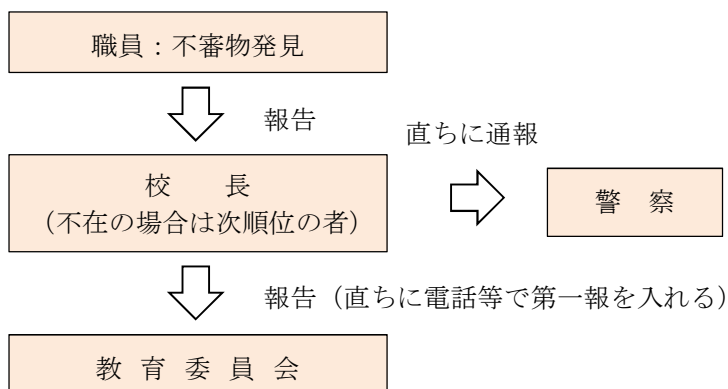 職員：不審物発見
報告
直ちに通報
校　　長
（不在の場合は次順位の者）
警　察
報告（直ちに電話等で第一報を入れる）
教 育 委 員 会